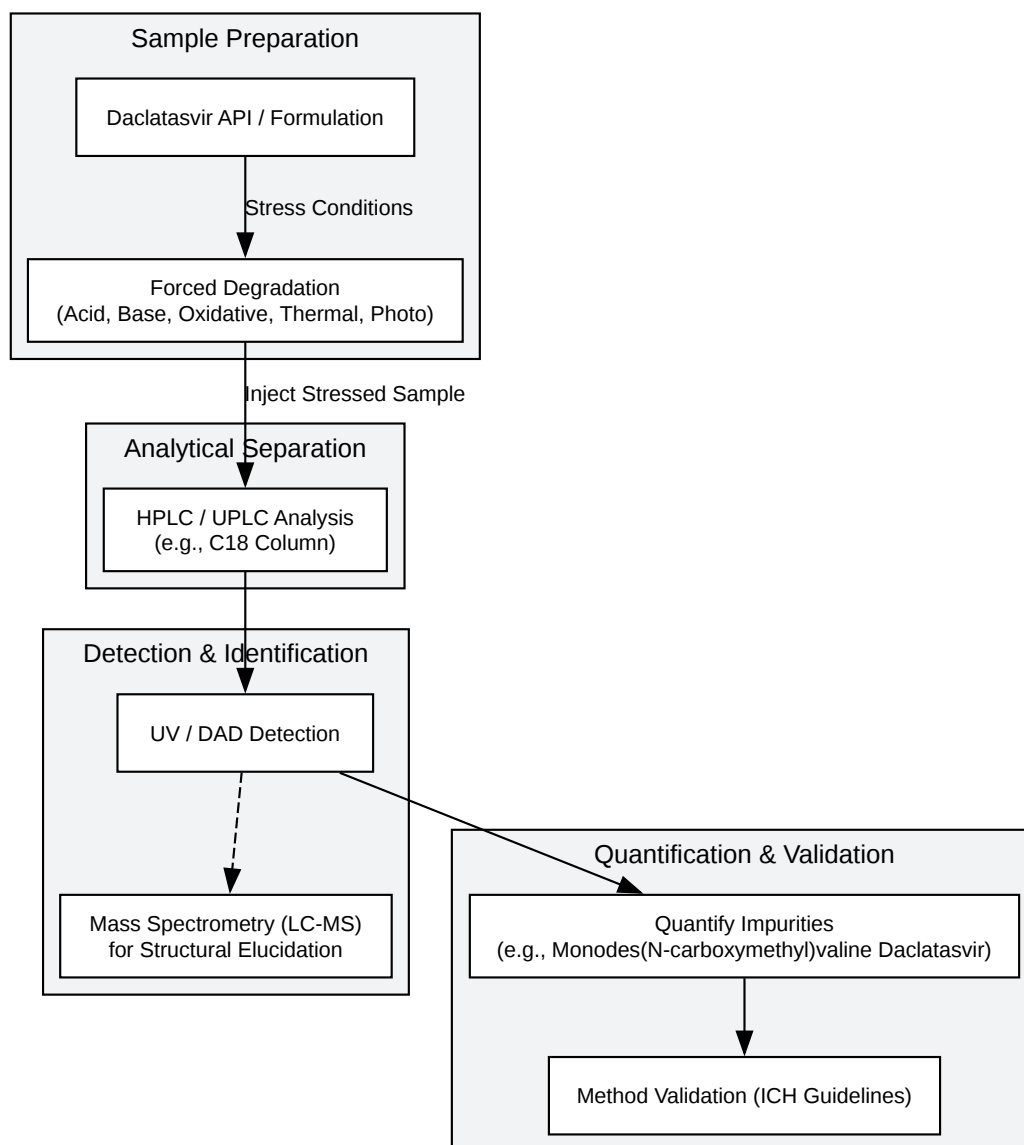 Sample Preparation
Daclatasvir API / Formulation
Stress Conditions
Forced Degradation
(Acid, Base, Oxidative, Thermal, Photo)
Inject Stressed Sample
Analytical Separation
HPLC / UPLC Analysis
(e.g., C18 Column)
Detection & Identification
UV / DAD Detection
Mass Spectrometry (LC-MS)
for Structural Elucidation
Quantification & Validation
Quantify Impurities
(e.g., Monodes(N-carboxymethyl)valine Daclatasvir)
Method Validation (ICH Guidelines)